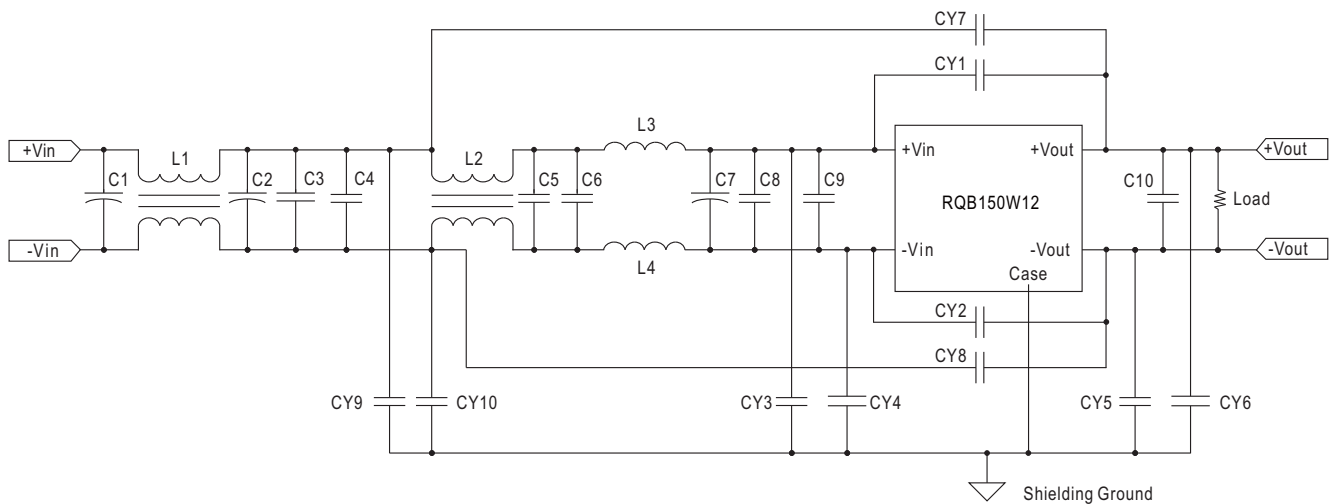 CY7
CY1
L3
+Vin
L1
L2
+Vin
+Vout
+Vout
C1
C2
C3
C4
C5
C6
C7
C8
C9
C10
RQB150W12
Load
-Vin
L4
-Vin
-Vout
-Vout
Case
CY2
CY8
CY9
CY10
CY3
CY4
CY5
CY6
Shielding Ground